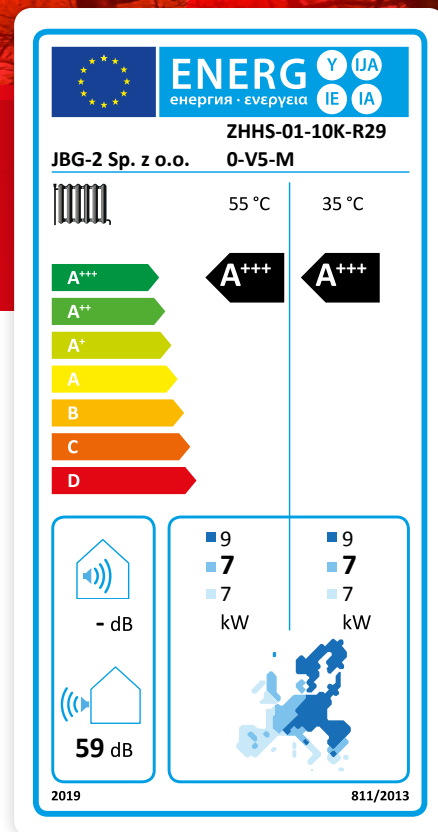 ENERG
Y
IJA
IE
IA
енергия · ενεργεια
ZHHS-01-10K-R29
JBG-2 Sp. z o.o.
0-V5-M
55 °C
35 °C
A+++
A+++
A+++
A++
A+
A
B
C
D
9
7
7
kW
9
7
7
kW
- dB
59 dB
2019
811/2013